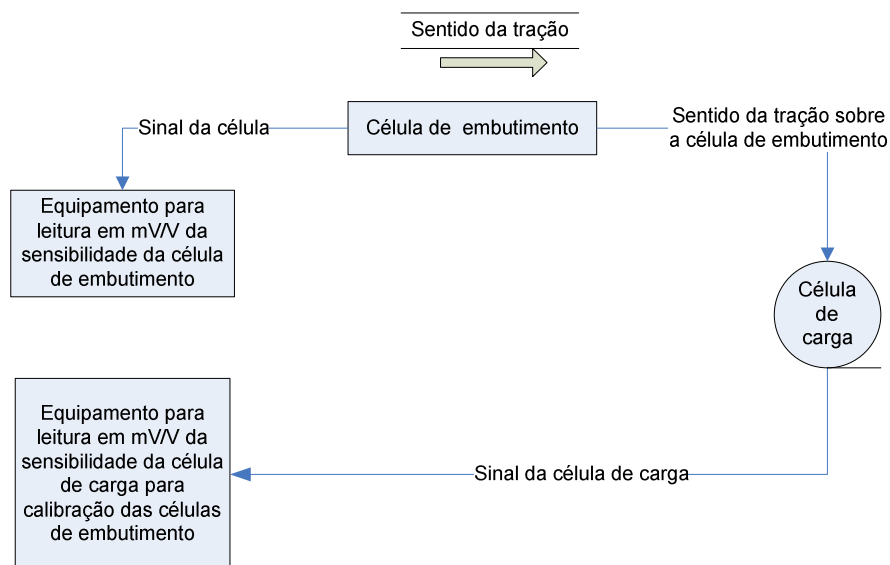 Sentido da tração
Sinal da célula
Célula de embutimento
Sentido da tração sobre
a célula de embutimento
Equipamento para
leitura em mV/V da
sensibilidade da célula
de embutimento
Célula
de
carga
Equipamento para
leitura em mV/V da
sensibilidade da célula
de carga para
calibração das células
de embutimento
Sinal da célula de carga